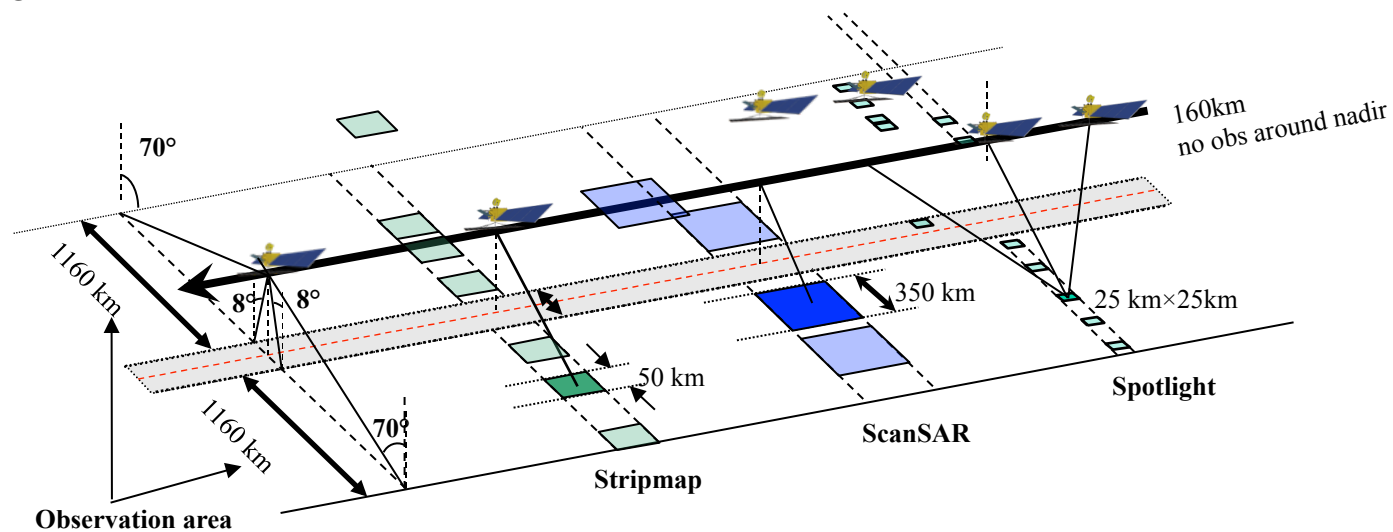 160km
no obs around nadir
70°
1160 km
8°
8°
350 km
25 km×25km
50 km
1160 km
70°
Spotlight
ScanSAR
Stripmap
Observation area